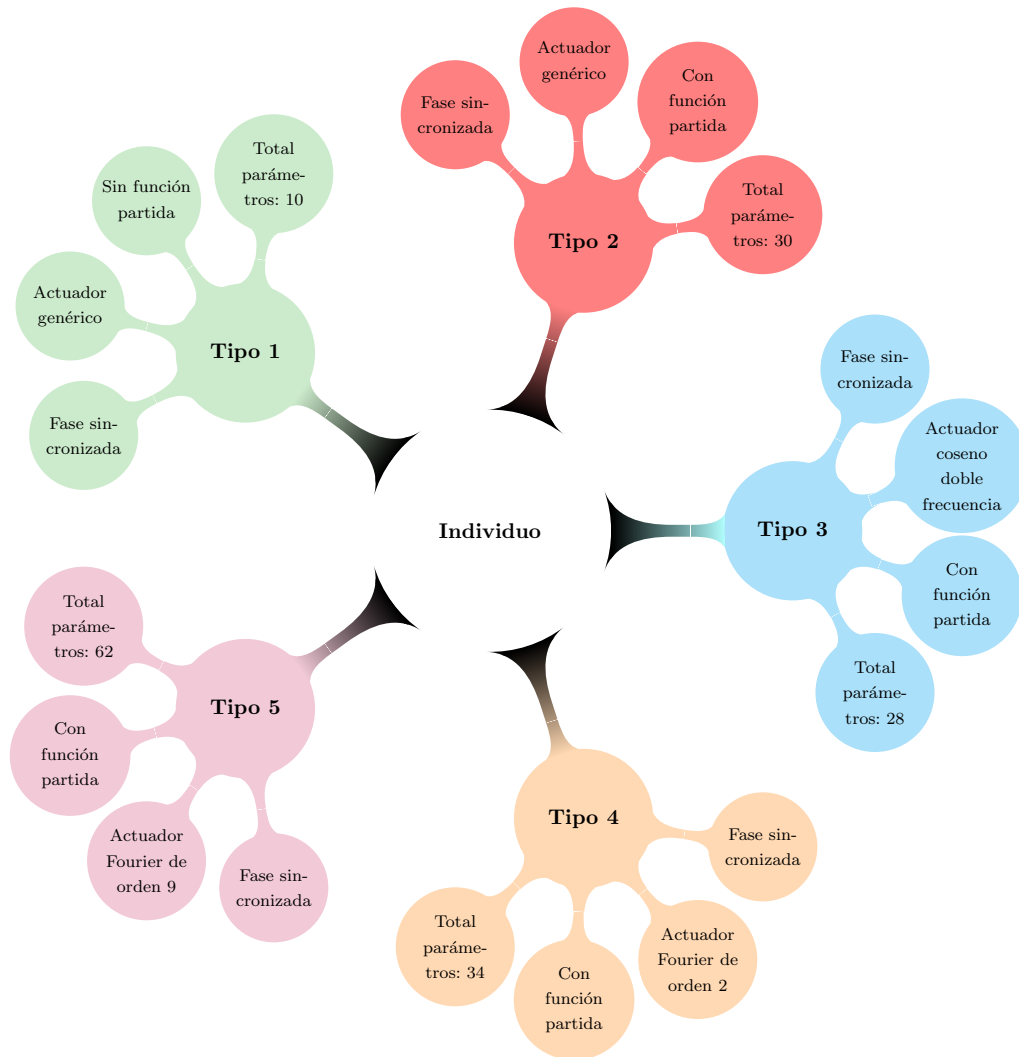 Individuo
Tipo 1
Fase sin-
cronizada
Actuador
genérico
Sin función
partida
Total
paráme-
tros: 10
Tipo 2
Fase sin-
cronizada
Actuador
genérico
Con
función
partida
Total
paráme-
tros: 30
Tipo 3
Fase sin-
cronizada
Actuador
coseno
doble
frecuencia
Con
función
partida
Total
paráme-
tros: 28
Tipo 4
Fase sin-
cronizada
Actuador
Fourier de
orden 2
Con
función
partida
Total
paráme-
tros: 34
Tipo 5
Fase sin-
cronizada
Actuador
Fourier de
orden 9
Con
función
partida
Total
paráme-
tros: 62